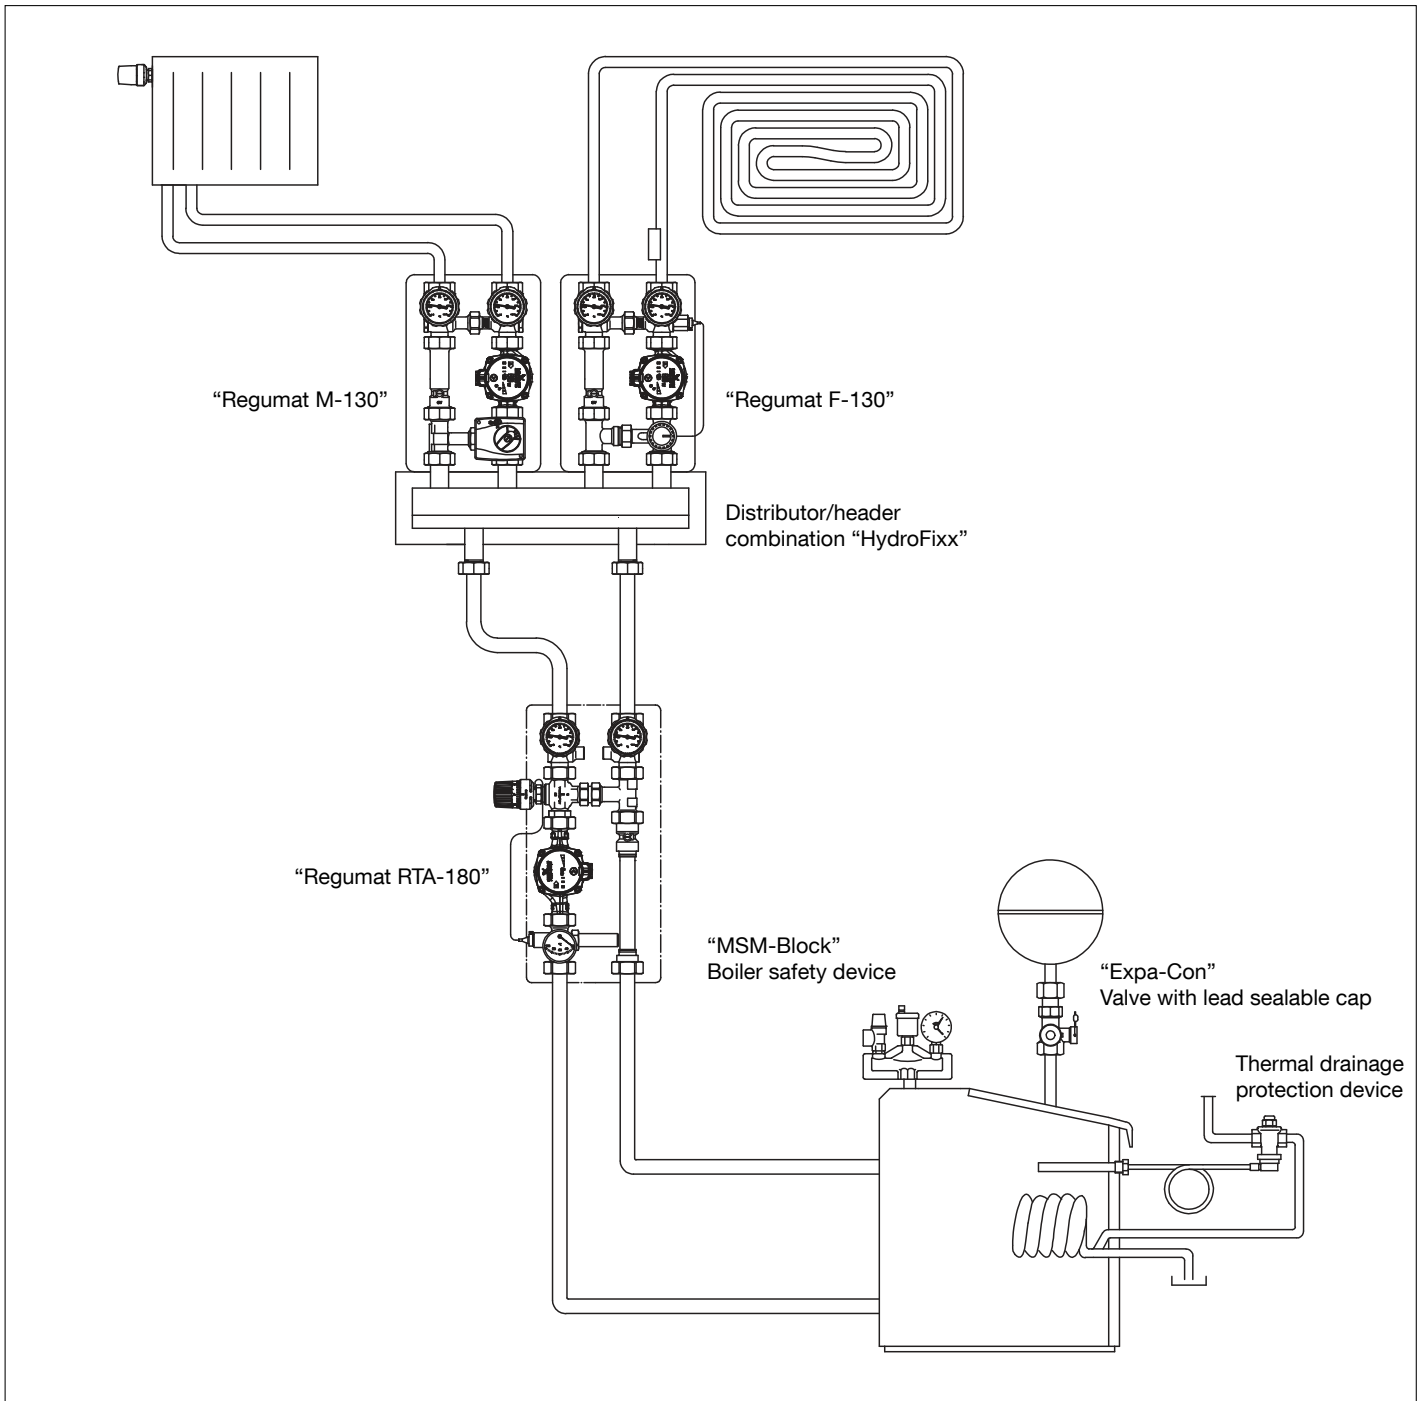 “Regumat M-130”
“Regumat F-130”
Distributor/header
combination “HydroFixx”
“Regumat RTA-180”
“MSM-Block”
Boiler safety device
“Expa-Con”
Valve with lead sealable cap
Thermal drainage
protection device